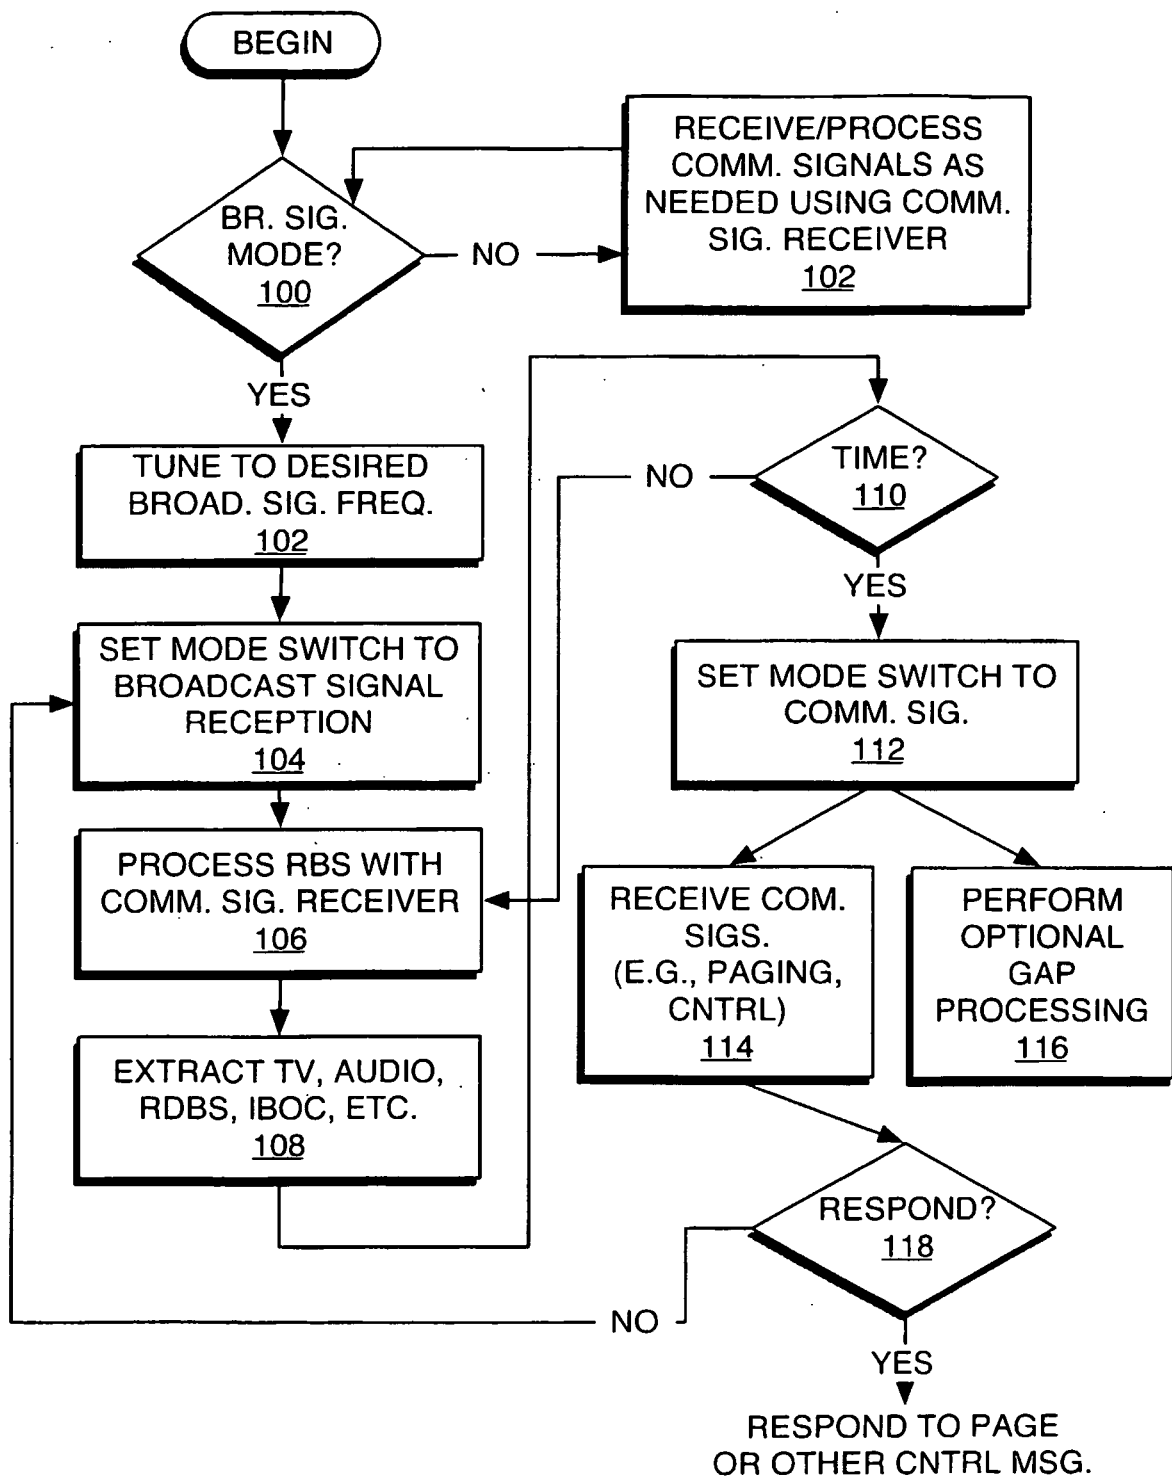 BEGIN
RECEIVE/PROCESS
COMM. SIGNALS AS
NEEDED USING COMM.
SIG. RECEIVER
102
BR. SIG.
MODE?
100
NO
YES
TUNE TO DESIRED
BROAD. SIG. FREQ.
102
NO
TIME?
110
YES
SET MODE SWITCH TO
BROADCAST SIGNAL
RECEPTION
104
SET MODE SWITCH TO
COMM. SIG.
112
PROCESS RBS WITH
COMM. SIG. RECEIVER
106
RECEIVE COM.
SIGS.
(E.G., PAGING,
CNTRL)
114
PERFORM
OPTIONAL
GAP
PROCESSING
116
EXTRACT TV, AUDIO,
RDBS, IBOC, ETC.
108
RESPOND?
118
NO
YES
RESPOND TO PAGE
OR OTHER CNTRL MSG.